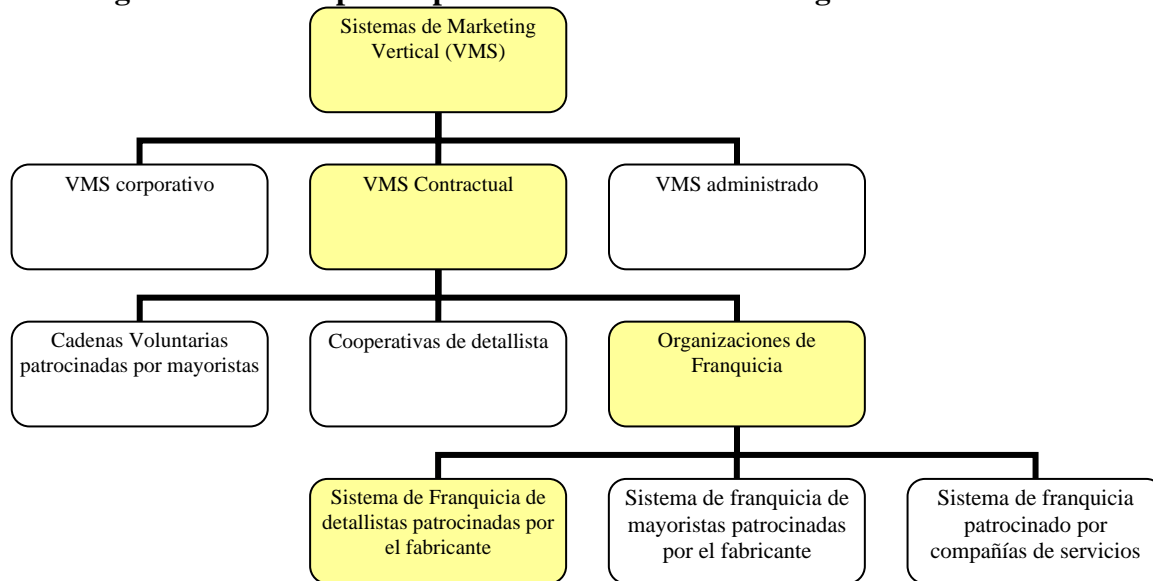 Sistemas de Marketing
Vertical (VMS)
VMS corporativo
VMS Contractual
VMS administrado
Cadenas Voluntarias
patrocinadas por mayoristas
Cooperativas de detallista
Organizaciones de
Franquicia
Sistema de Franquicia de
detallistas patrocinadas por
el fabricante
Sistema de franquicia de
mayoristas patrocinadas
por el fabricante
Sistema de franquicia
patrocinado por
compañías de servicios